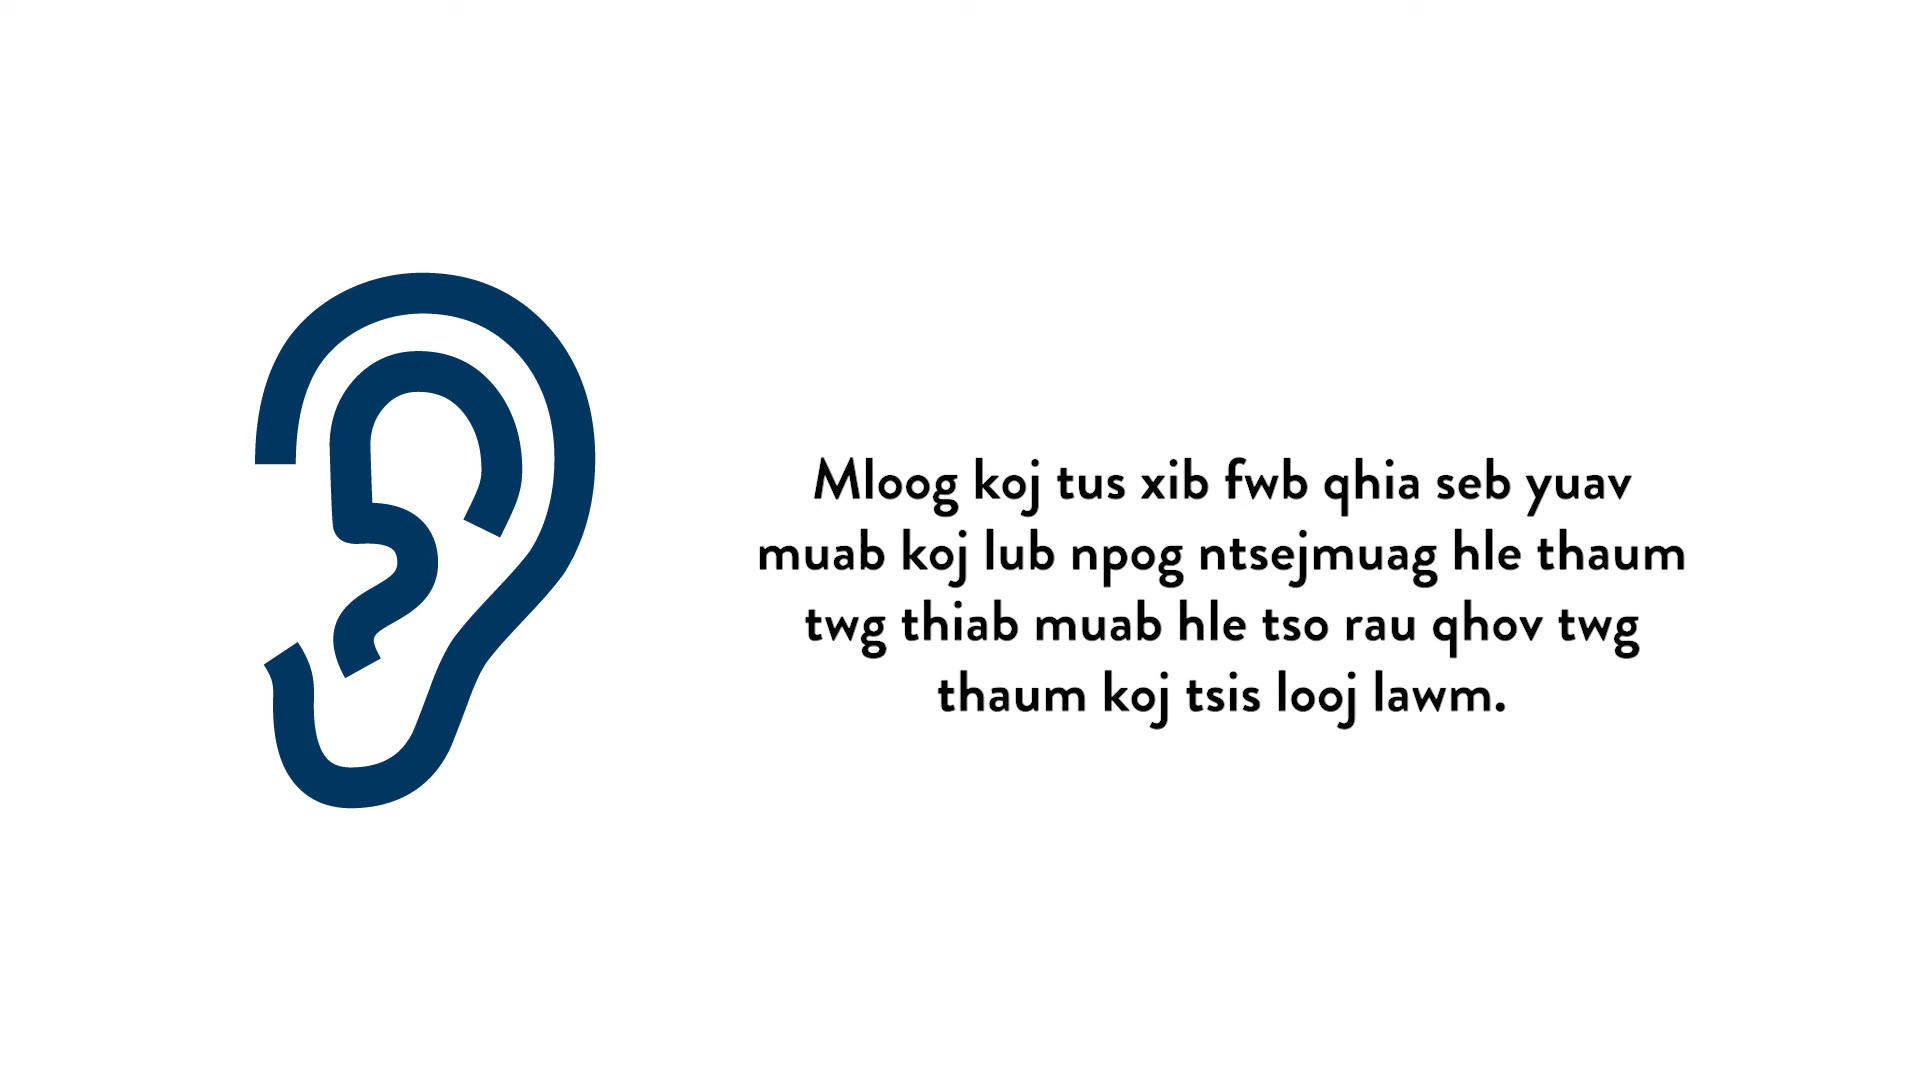 Mloog koj tus xib fwb qhia seb yuav
muab koj lub npog ntsejmuag hle thaum
twg thiab muab hle tso rau qhov twg
thaum koj tsis looj lawm.